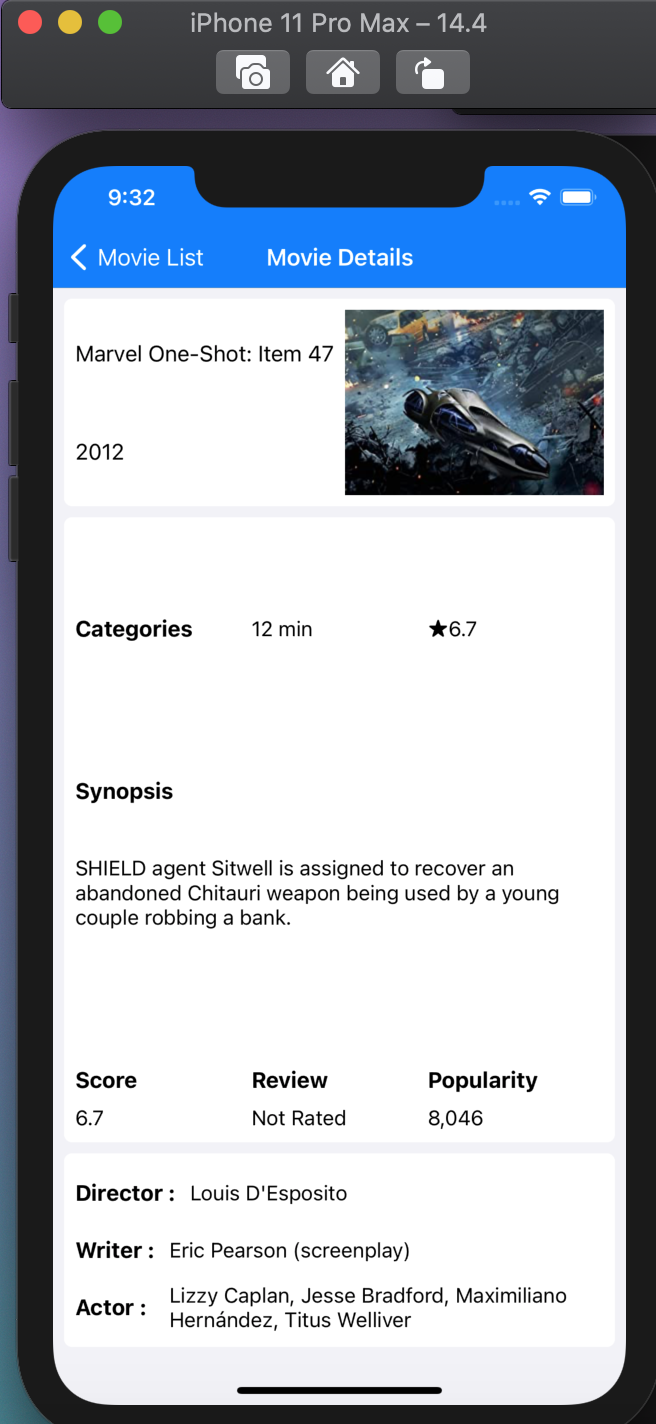 iPhone 11 Pro Max – 14.4
9:32
Movie List
Movie Details
Marvel One-Shot: Item 47
2012
Categories
12 min
★6.7
Synopsis
SHIELD agent Sitwell is assigned to recover an
abandoned Chitauri weapon being used by a young
couple robbing a bank.
Score
Review
Popularity
6.7
Not Rated
8,046
Director :
Louis D'Esposito
Writer :
Eric Pearson (screenplay)
Actor :
Lizzy Caplan, Jesse Bradford, Maximiliano
Hernández, Titus Welliver